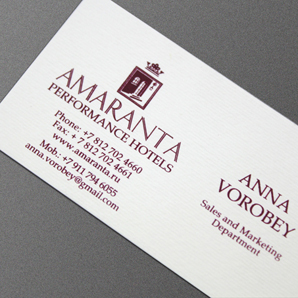 AMARANTA
PERFORMANCE HOTELS
Phone: +7 812 702 4660
Fax: + 7 812 702 4661
www.amaranta.ru
Mob.: +7 911 794 6055
anna.vorobey@gmail.com
ANNA
VOROBEY
Sales and Marketing
Department